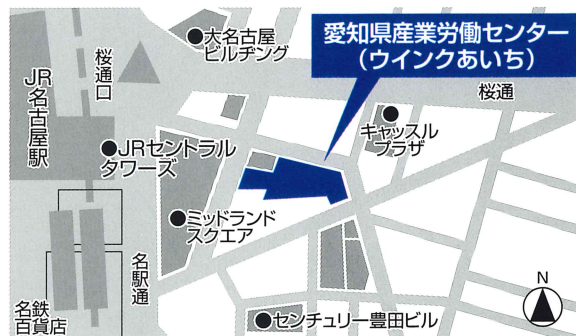 愛知県産業労働センター
(ウインクあいち)
大名古屋
ビルヂング
桜通口
桜通
JR名古屋駅
キャッスル
プラザ
JRセントラル
タワーズ
ミッドランド
スクエア
名駅通
名鉄
百貨店
センチュリー豊田ビル
N